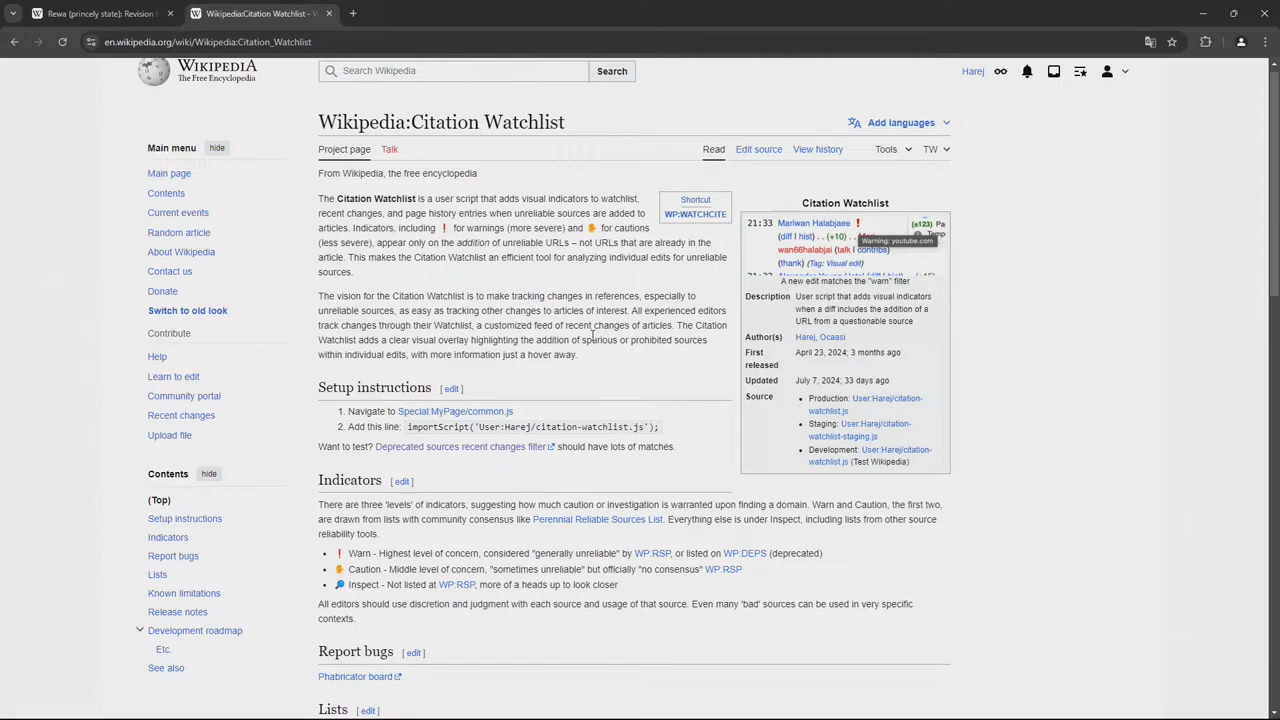 Rewa (princely state): Revision
Wikipedia:Citation Watchlist - W
en.wikipedia.org/wiki/Wikipedia:Citation_Watchlist
WIKIPEDIA
The Free Encyclopedia
Search Wikipedia
Search
Harej
Main menu
hide
Main page
Contents
Current events
Random article
About Wikipedia
Contact us
Donate
Switch to old look
Contribute
Help
Learn to edit
Community portal
Recent changes
Upload file
Contents
hide
(Top)
Setup instructions
Indicators
Report bugs
Lists
Known limitations
Release notes
Development roadmap
Etc.
See also
Wikipedia:Citation Watchlist
Add languages
Project page
Talk
Read
Edit source
View history
Tools
TW
From Wikipedia, the free encyclopedia
Shortcut
WP:WATCHCITE
The Citation Watchlist is a user script that adds visual indicators to watchlist,
recent changes, and page history entries when unreliable sources are added to
articles. Indicators, including ❗ for warnings (more severe) and ✋ for cautions
(less severe), appear only on the addition of unreliable URLs – not URLs that are already in the
article. This makes the Citation Watchlist an efficient tool for analyzing individual edits for unreliable
sources.
The vision for the Citation Watchlist is to make tracking changes in references, especially to
unreliable sources, as easy as tracking other changes to articles of interest. All experienced editors
track changes through their Watchlist, a customized feed of recent changes of articles. The Citation
Watchlist adds a clear visual overlay highlighting the addition of spurious or prohibited sources
within individual edits, with more information just a hover away.
Setup instructions [ edit ]
1. Navigate to Special:MyPage/common.js
2. Add this line: importScript('User:Harej/citation-watchlist.js');
Want to test? Deprecated sources recent changes filter should have lots of matches.
Indicators [ edit ]
There are three 'levels' of indicators, suggesting how much caution or investigation is warranted upon finding a domain. Warn and Caution, the first two,
are drawn from lists with community consensus like Perennial Reliable Sources List. Everything else is under Inspect, including lists from other source
reliability tools.
• ❗ Warn - Highest level of concern, considered "generally unreliable" by WP:RSP, or listed on WP:DEPS (deprecated)
• ✋ Caution - Middle level of concern, "sometimes unreliable" but officially "no consensus" WP:RSP
• 🔎 Inspect - Not listed at WP:RSP, more of a heads up to look closer
All editors should use discretion and judgment with each source and usage of that source. Even many 'bad' sources can be used in very specific
contexts.
Report bugs [ edit ]
Phabricator board
Lists [ edit ]
Citation Watchlist
21:33 Mariwan Halabjaee ❗ (±123) Pa
(diff | hist) . . (+10) . .
Temp
Warning: youtube.com
wan66halabjai (talk | contribs)
(thank) (Tag: Visual edit)
A new edit matches the "warn" filter
Description User script that adds visual indicators
when a diff includes the addition of a
URL from a questionable source
Author(s) Harej, Ocaasi
First released April 23, 2024; 3 months ago
Updated July 7, 2024; 33 days ago
Source
• Production: User:Harej/citation-
watchlist.js
• Staging: User:Harej/citation-
watchlist-staging.js
• Development: User:Harej/citation-
watchlist.js (Test Wikipedia)